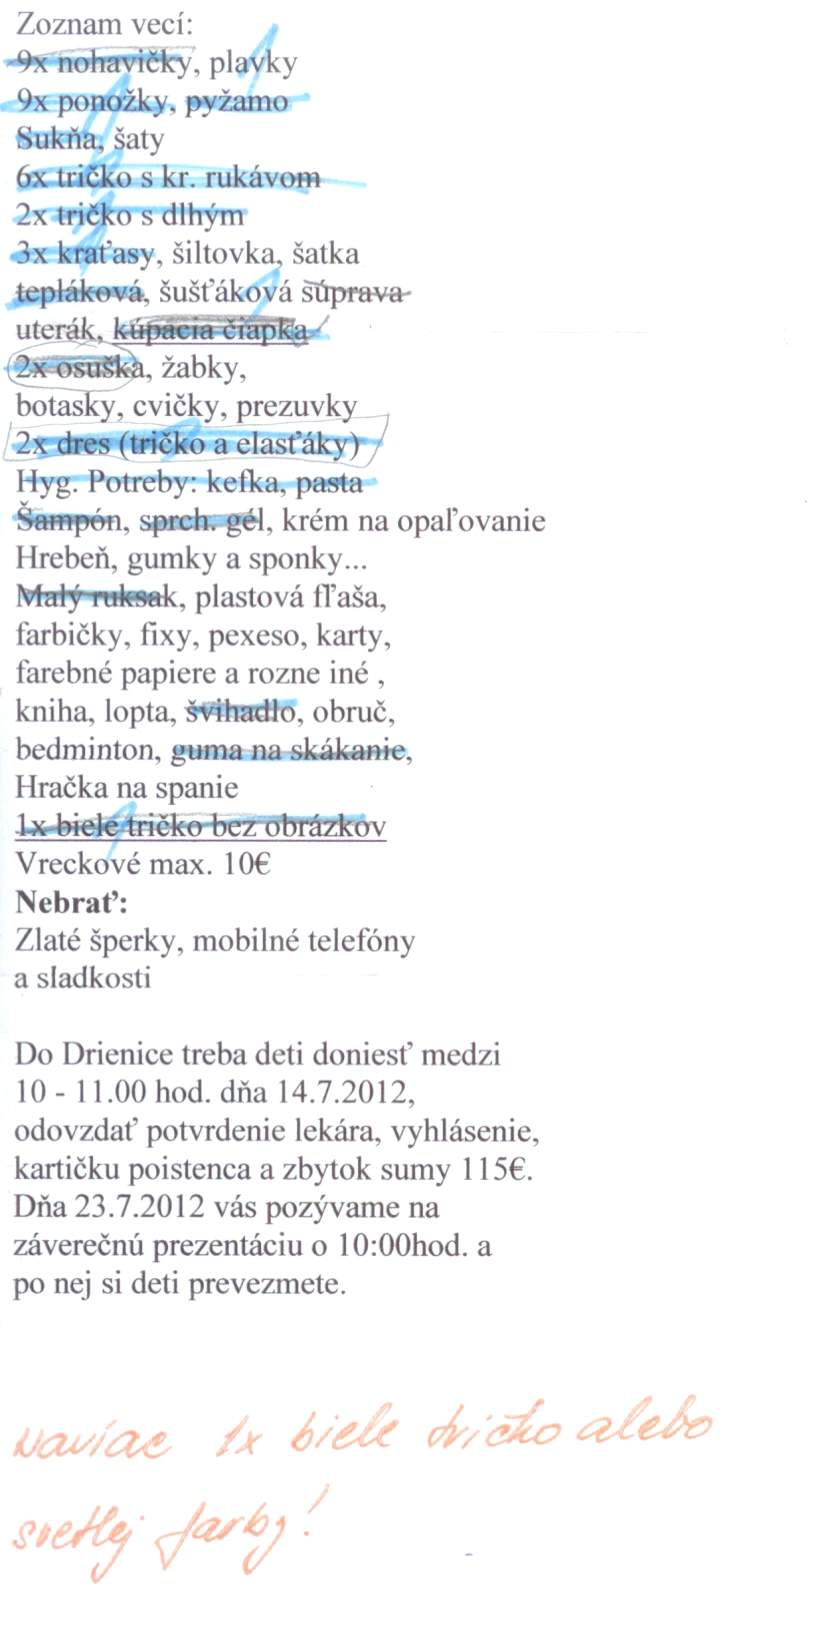 Zoznam vecí:
9x nohavičky, plavky
9x ponožky, pyžamo
Sukňa, šaty
6x tričko s kr. rukávom
2x tričko s dlhým
3x kraťasy, šiltovka, šatka
tepláková, šušťáková súprava
uterák, kúpacia čiapka
2x osuška, žabky,
botasky, cvičky, prezuvky
2x dres (tričko a elasťáky)
Hyg. Potreby: kefka, pasta
Šampón, sprch. gél, krém na opaľovanie
Hrebeň, gumky a sponky...
Malý ruksak, plastová fľaša,
farbičky, fixy, pexeso, karty,
farebné papiere a rozne iné ,
kniha, lopta, švihadlo, obruč,
bedminton, guma na skákanie,
Hračka na spanie
1x biele tričko bez obrázkov
Vreckové max. 10€
Nebrať:
Zlaté šperky, mobilné telefóny
a sladkosti
Do Drienice treba deti doniesť medzi
10 - 11.00 hod. dňa 14.7.2012,
odovzdať potvrdenie lekára, vyhlásenie,
kartičku poistenca a zbytok sumy 115€.
Dňa 23.7.2012 vás pozývame na
záverečnú prezentáciu o 10:00hod. a
po nej si deti prevezmete.
Naviac 1x biele tričko alebo
svetlej farby!